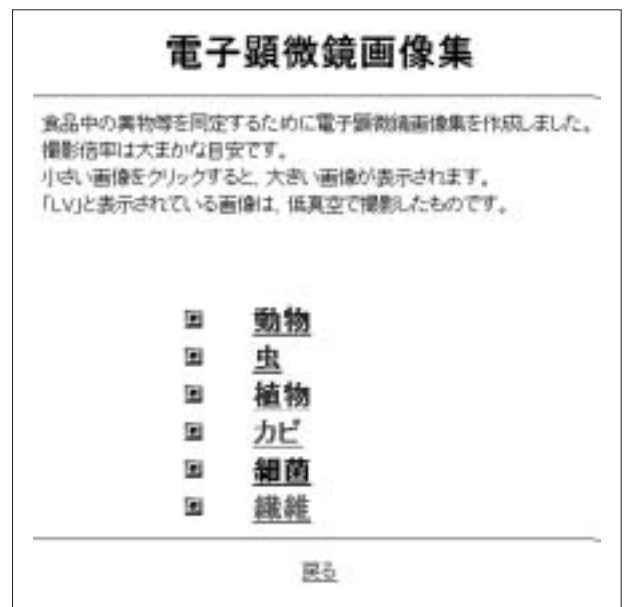 電子顕微鏡画像集
食品中の異物等を同定するために電子顕微鏡画像集を作成しました。
撮影倍率は大まかな目安です。
小さい画像をクリックすると、大きい画像が表示されます。
「LV」と表示されている画像は、低真空で撮影したものです。
動物
虫
植物
カビ
細菌
繊維
戻る